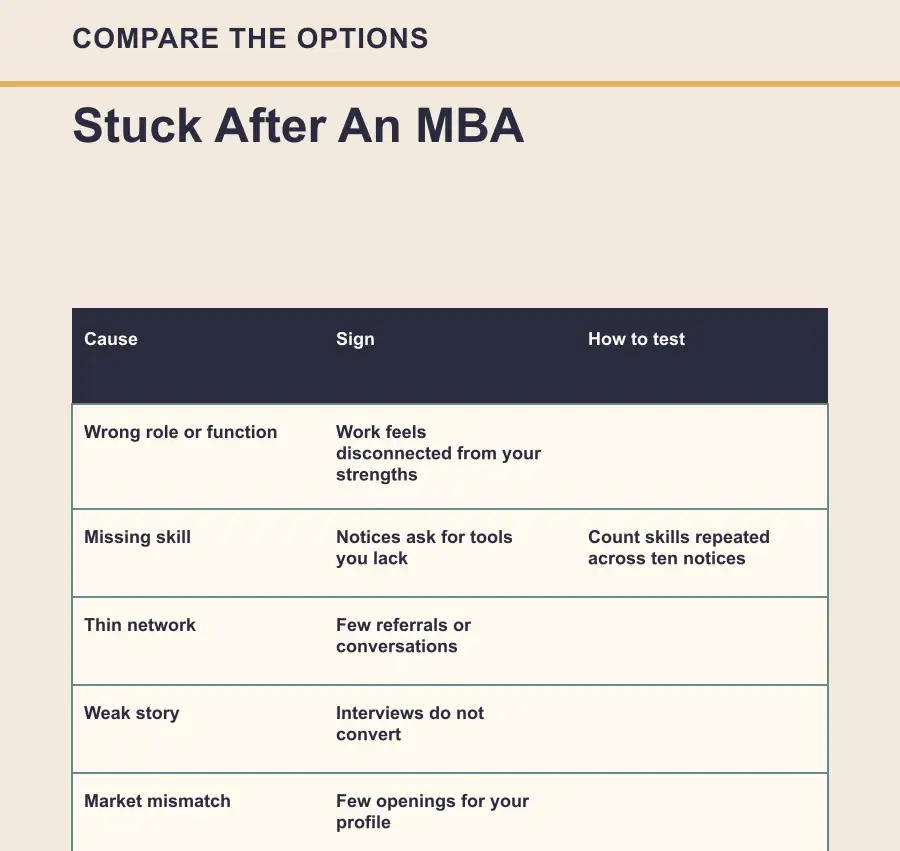 COMPARE THE OPTIONS
Stuck After An MBA
Cause
Sign
How to test
Wrong role or function
Work feels
disconnected from your
strengths
Missing skill
Notices ask for tools
you lack
Count skills repeated
across ten notices
Thin network
Few referrals or
conversations
Weak story
Interviews do not
convert
Market mismatch
Few openings for your
profile